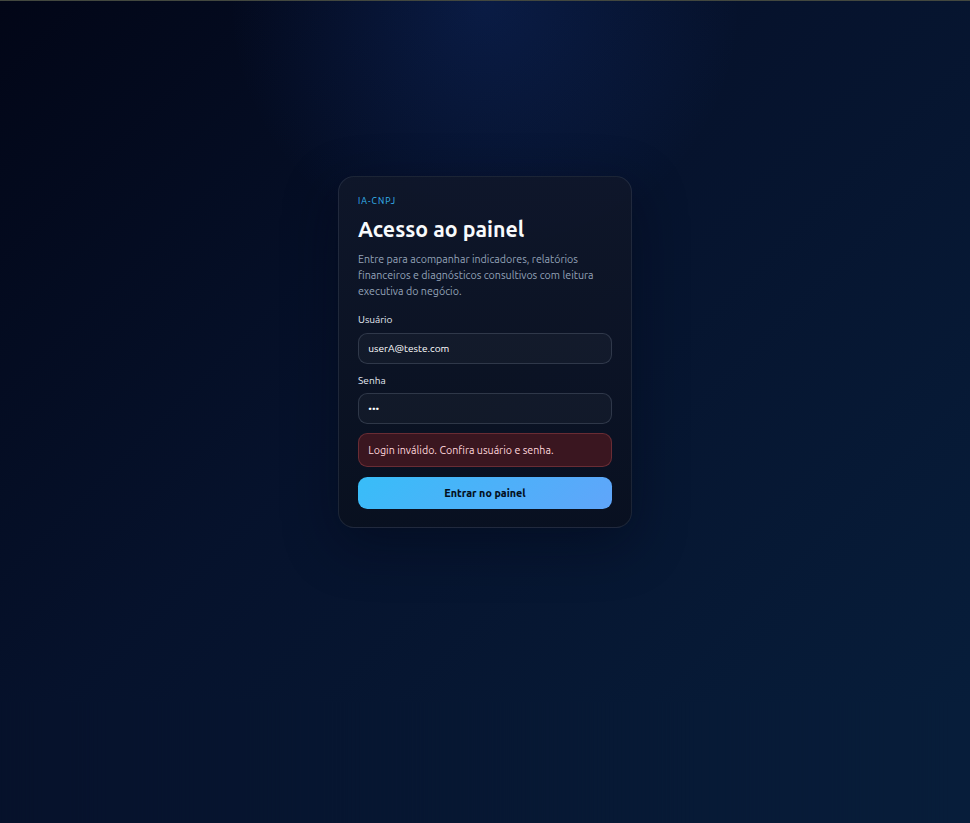 IA-CNPJ
Acesso ao painel
Entre para acompanhar indicadores, relatórios
financeiros e diagnósticos consultivos com leitura
executiva do negócio.
Usuário
userA@teste.com
Senha
•••
Login inválido. Confira usuário e senha.
Entrar no painel